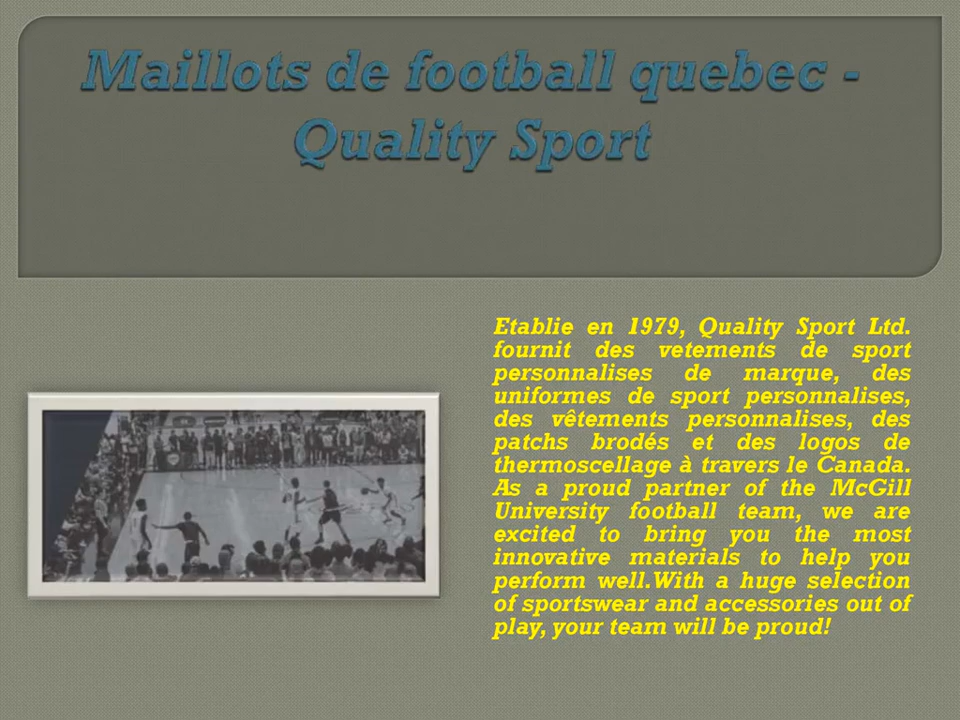 Maillots de football quebec -
Quality Sport
Etablie en 1979, Quality Sport Ltd.
fournit des vetements de sport
personnalises de marque, des
uniformes de sport personnalises,
des vêtements personnalises, des
patchs brodés et des logos de
thermoscellage à travers le Canada.
As a proud partner of the McGill
University football team, we are
excited to bring you the most
innovative materials to help you
perform well.With a huge selection
of sportswear and accessories out of
play, your team will be proud!